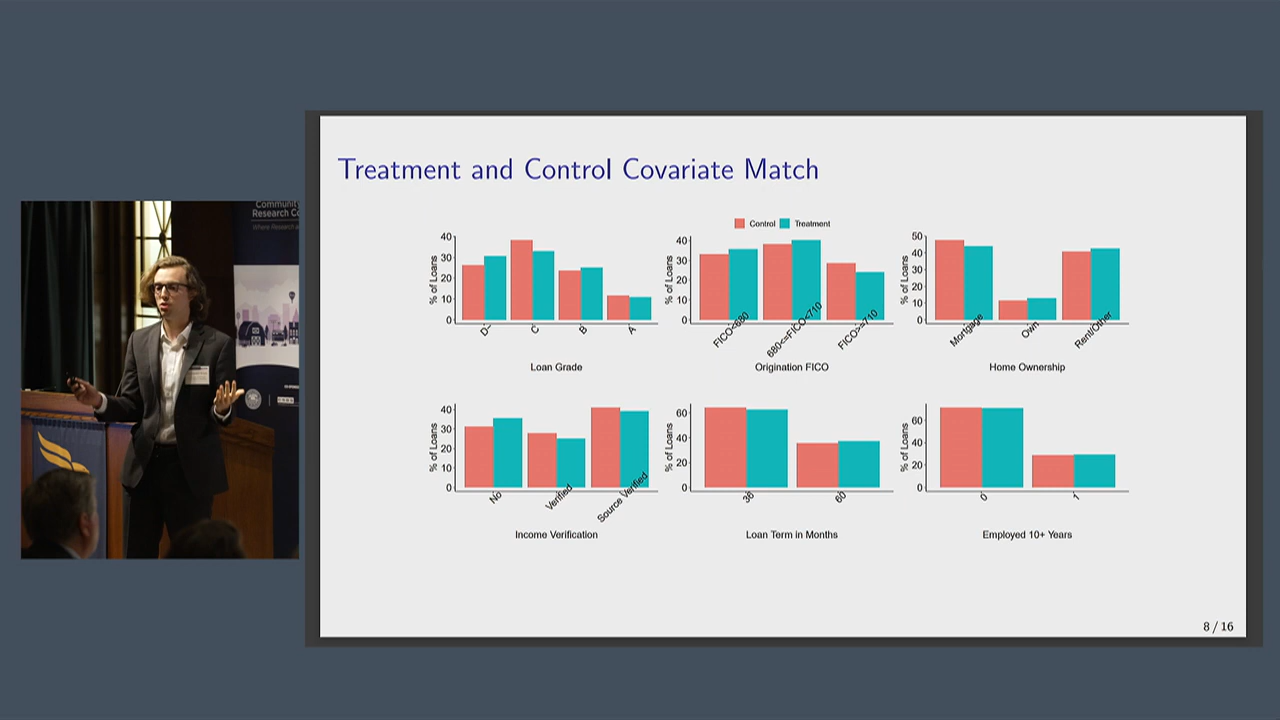 Community
Research Co
Where Research a
Treatment and Control Covariate Match
Control Treatment
% of Loans
40
30
20
10
0
D-
C
B
A
Loan Grade
% of Loans
40
30
20
10
0
FICO<680
680<=FICO<710
FICO>=710
Origination FICO
% of Loans
50
40
30
20
10
0
Mortgage
Own
Rent/Other
Home Ownership
% of Loans
40
30
20
10
0
No
Verified
Source Verified
Income Verification
% of Loans
60
40
20
0
36
60
Loan Term in Months
% of Loans
60
40
20
0
0
1
Employed 10+ Years
8 / 16